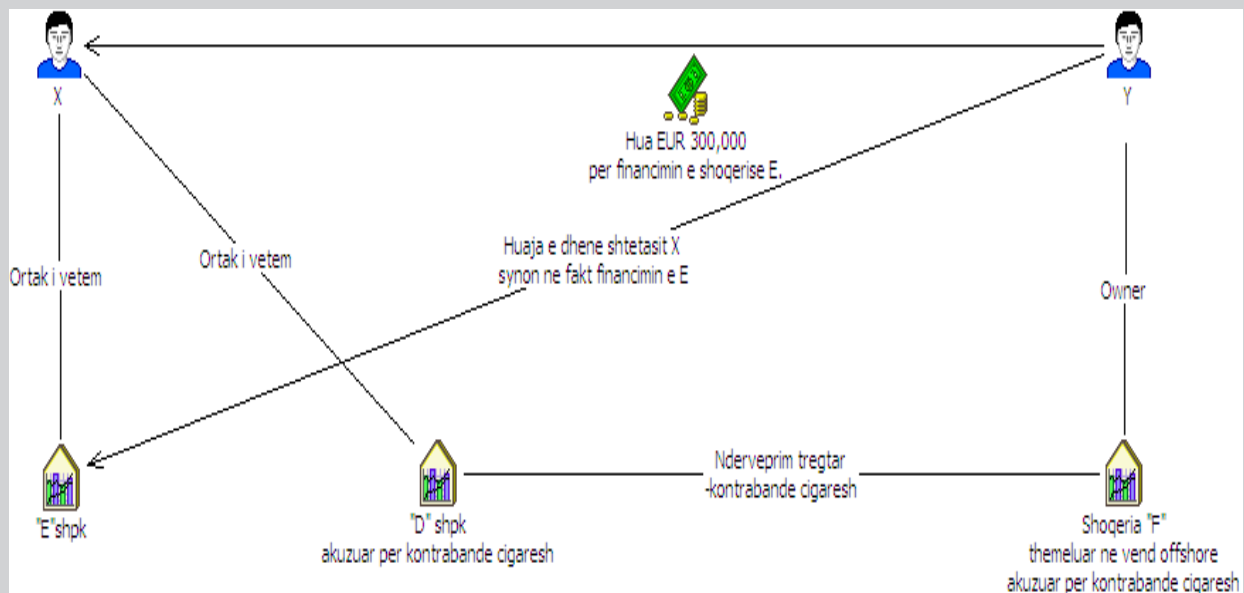 X
Y
Hua EUR 300,000
per financimin e shoqerise E.
Huaja e dhene shtetasit X
synon ne fakt financimin e E
Ortak i vetem
Ortak i vetem
Owner
Nderveprim tregtar
-kontrabande cigaresh
"E"shpk
"D" shpk
akuzuar per kontrabande cigaresh
Shoqeria "F"
themeluar ne vend offshore
akuzuar per kontrabande cigaresh